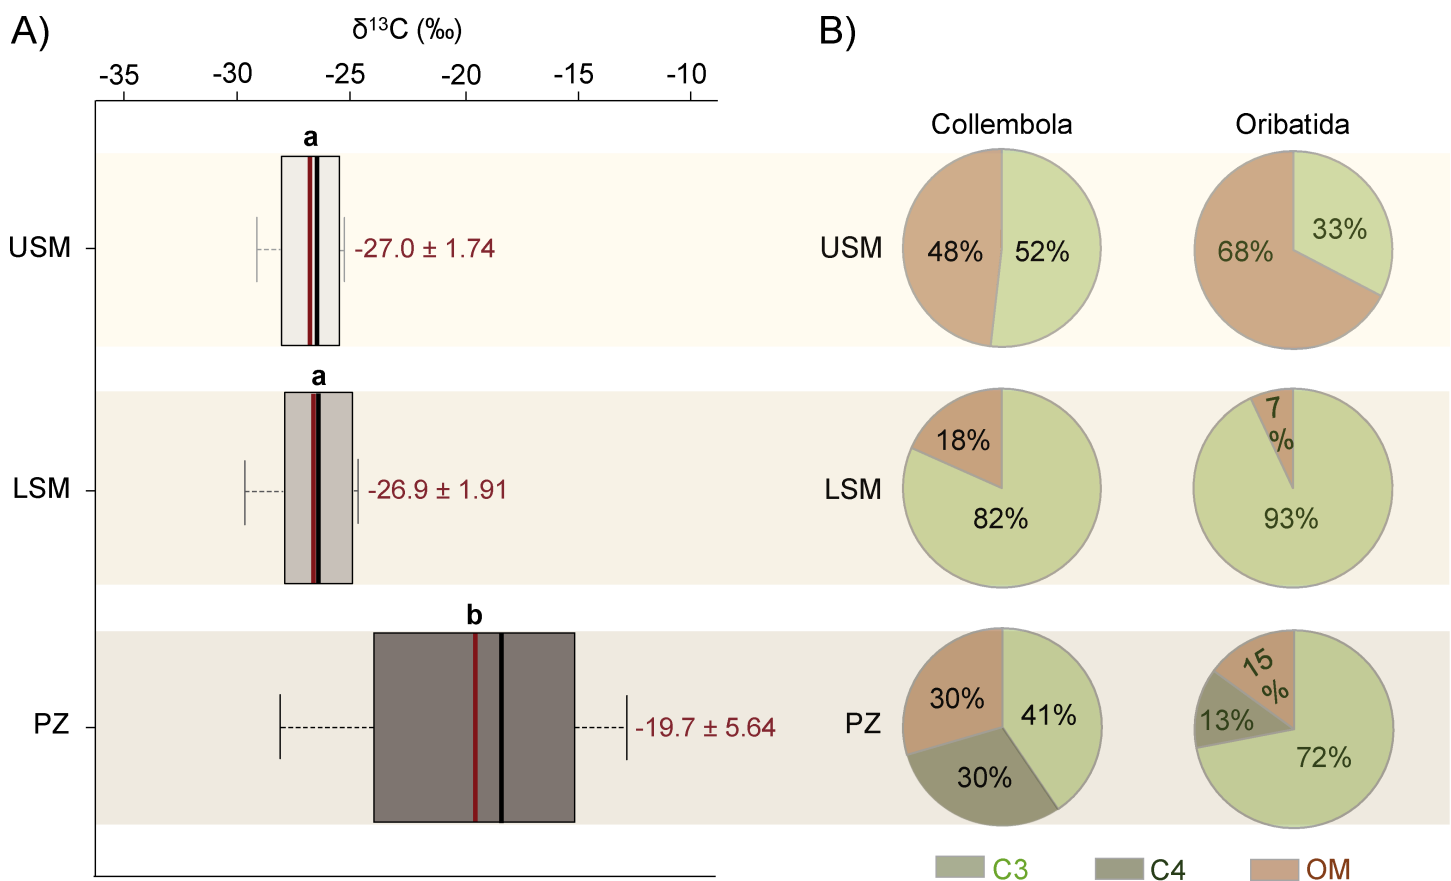 A)
δ¹³C (‰)
-35 -30 -25 -20 -15 -10
a
USM
-27.0 ± 1.74
a
LSM
-26.9 ± 1.91
b
PZ
-19.7 ± 5.64
B)
Collembola Oribatida
USM
48% 52%
68% 33%
LSM
18%
82%
7
%
93%
PZ
30% 41%
30%
15
%
13%
72%
C3 C4 OM